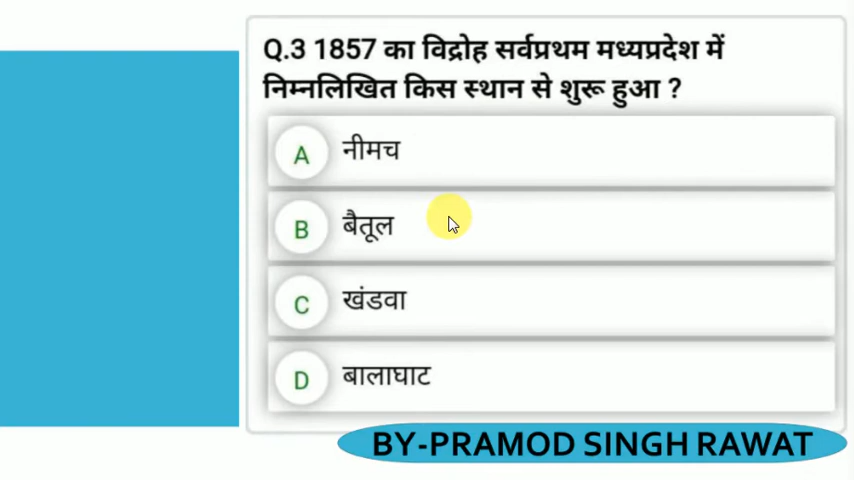 Q.3 1857 का विद्रोह सर्वप्रथम मध्यप्रदेश में
निम्नलिखित किस स्थान से शुरू हुआ ?
A नीमच
B बैतूल
C खंडवा
D बालाघाट
BY-PRAMOD SINGH RAWAT